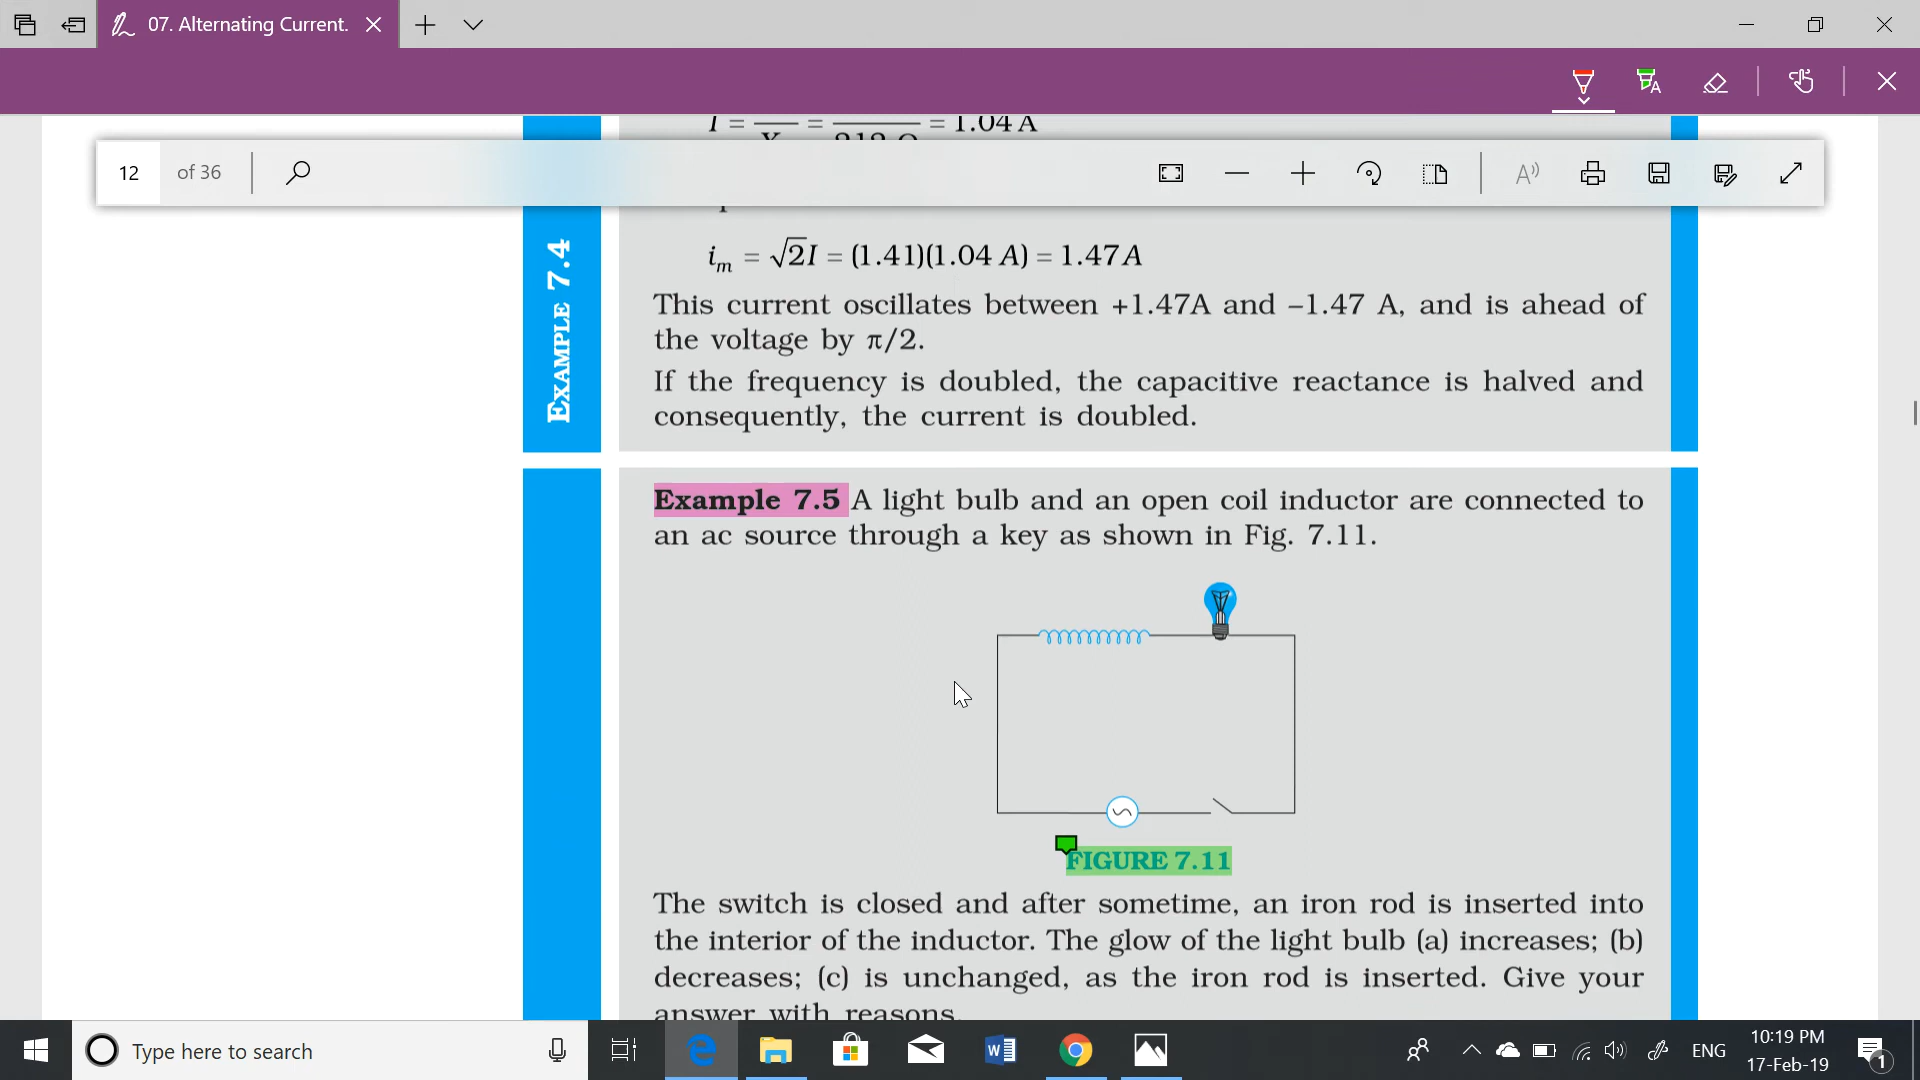 07. Alternating Current.
12 of 36
I = = = 1.04 A
i_m = √2I = (1.41)(1.04 A) = 1.47A
This current oscillates between +1.47A and –1.47 A, and is ahead of
the voltage by π/2.
If the frequency is doubled, the capacitive reactance is halved and
consequently, the current is doubled.
EXAMPLE 7.4
Example 7.5 A light bulb and an open coil inductor are connected to
an ac source through a key as shown in Fig. 7.11.
FIGURE 7.11
The switch is closed and after sometime, an iron rod is inserted into
the interior of the inductor. The glow of the light bulb (a) increases; (b)
decreases; (c) is unchanged, as the iron rod is inserted. Give your
answer with reasons.
Type here to search
ENG
10:19 PM
17-Feb-19
1